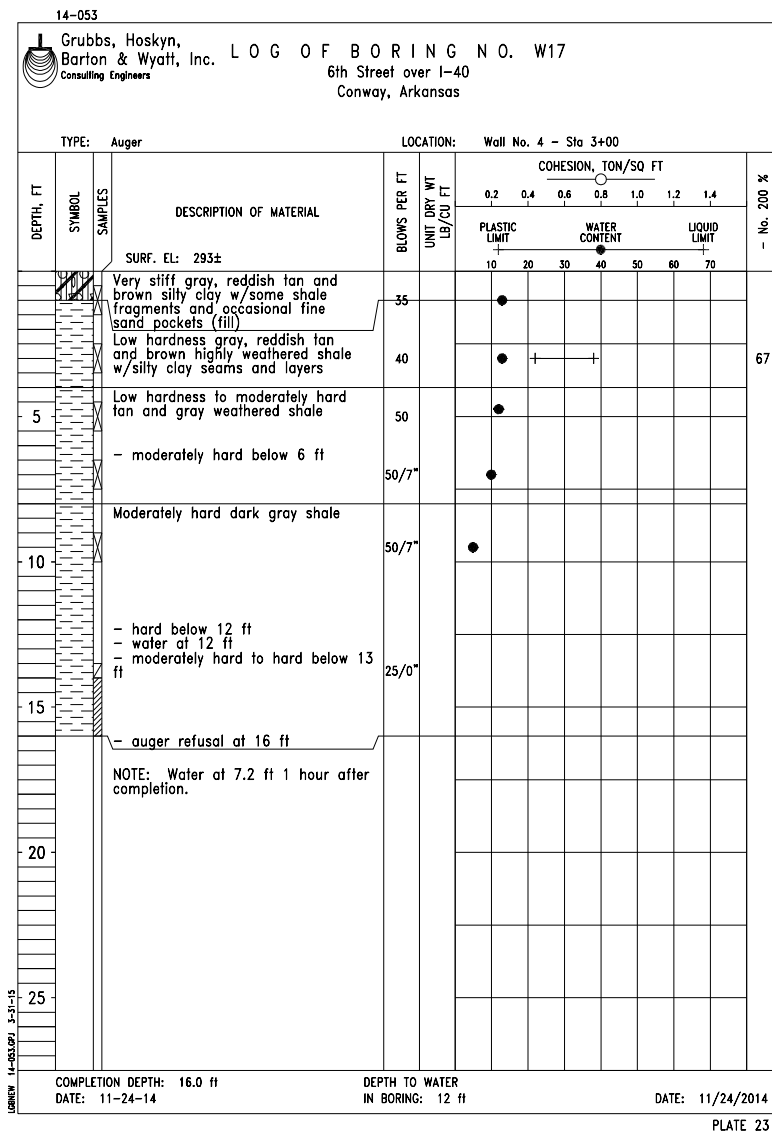 14-053
Grubbs, Hoskyn,
Barton & Wyatt, Inc.
Consulting Engineers
LOG OF BORING NO. W17
6th Street over I-40
Conway, Arkansas
TYPE: Auger
LOCATION: Wall No. 4 - Sta 3+00
DEPTH, FT
SYMBOL
SAMPLES
DESCRIPTION OF MATERIAL
SURF. EL: 293±
BLOWS PER FT
UNIT DRY WT
LB/CU FT
COHESION, TON/SQ FT
0.2 0.4 0.6 0.8 1.0 1.2 1.4
PLASTIC LIMIT
WATER CONTENT
LIQUID LIMIT
10 20 30 40 50 60 70
- No. 200 %
Very stiff gray, reddish tan and
brown silty clay w/some shale
fragments and occasional fine
sand pockets (fill)
35
Low hardness gray, reddish tan
and brown highly weathered shale
w/silty clay seams and layers
40
67
Low hardness to moderately hard
tan and gray weathered shale
5
50
- moderately hard below 6 ft
50/7"
Moderately hard dark gray shale
50/7"
10
- hard below 12 ft
- water at 12 ft
- moderately hard to hard below 13
ft
25/0"
15
- auger refusal at 16 ft
NOTE: Water at 7.2 ft 1 hour after
completion.
20
25
LGBNEW 14-053.GPJ 3-31-15
COMPLETION DEPTH: 16.0 ft
DATE: 11-24-14
DEPTH TO WATER
IN BORING: 12 ft
DATE: 11/24/2014
PLATE 23